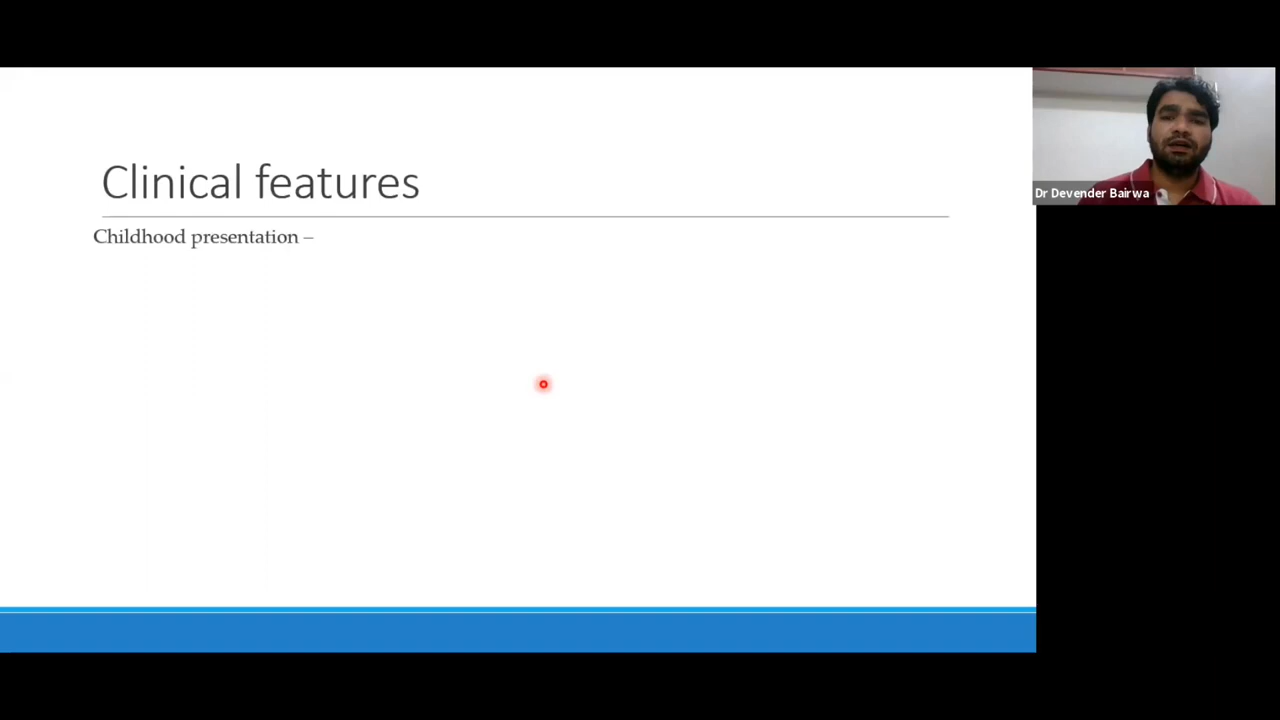 Clinical features
Childhood presentation –
Dr Devender Bairwa